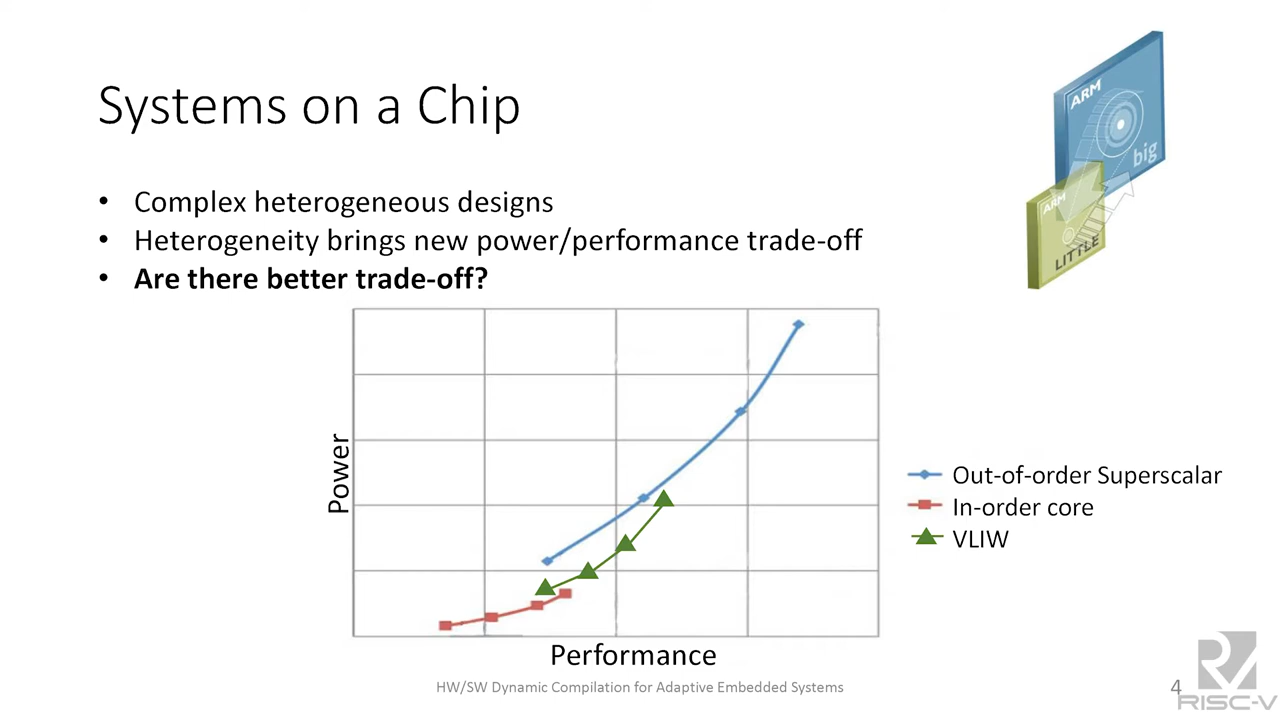 Systems on a Chip
• Complex heterogeneous designs
• Heterogeneity brings new power/performance trade-off
• Are there better trade-off?
ARM
big
ARM
LITTLE
Power
Performance
Out-of-order Superscalar
In-order core
VLIW
HW/SW Dynamic Compilation for Adaptive Embedded Systems
4
RISC-V